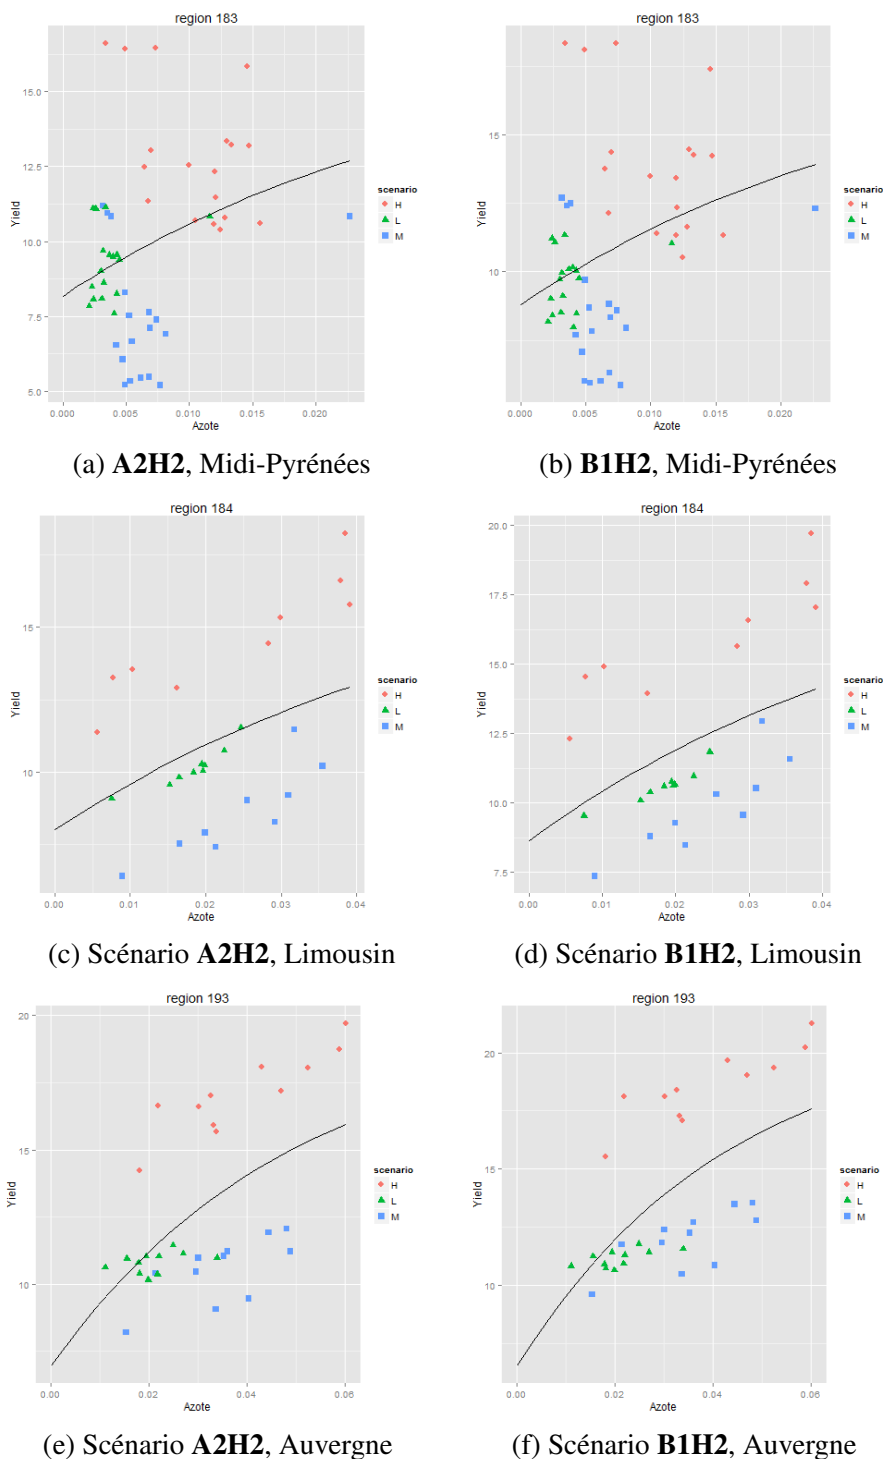 region 183
Yield
15.0
12.5
10.0
7.5
5.0
0.000 0.005 0.010 0.015 0.020
Azote
scenario
H
L
M
(a) A2H2, Midi-Pyrénées
region 183
15
10
0.000 0.005 0.010 0.015 0.020
Azote
Yield
scenario
H
L
M
(b) B1H2, Midi-Pyrénées
region 184
Yield
15
10
0.00 0.01 0.02 0.03 0.04
Azote
scenario
H
L
M
(c) Scénario A2H2, Limousin
region 184
Yield
20.0
17.5
15.0
12.5
10.0
7.5
0.00 0.01 0.02 0.03 0.04
Azote
scenario
H
L
M
(d) Scénario B1H2, Limousin
region 193
Yield
20
15
10
0.00 0.02 0.04 0.06
Azote
scenario
H
L
M
(e) Scénario A2H2, Auvergne
region 193
Yield
20
15
10
0.00 0.02 0.04 0.06
Azote
scenario
H
L
M
(f) Scénario B1H2, Auvergne